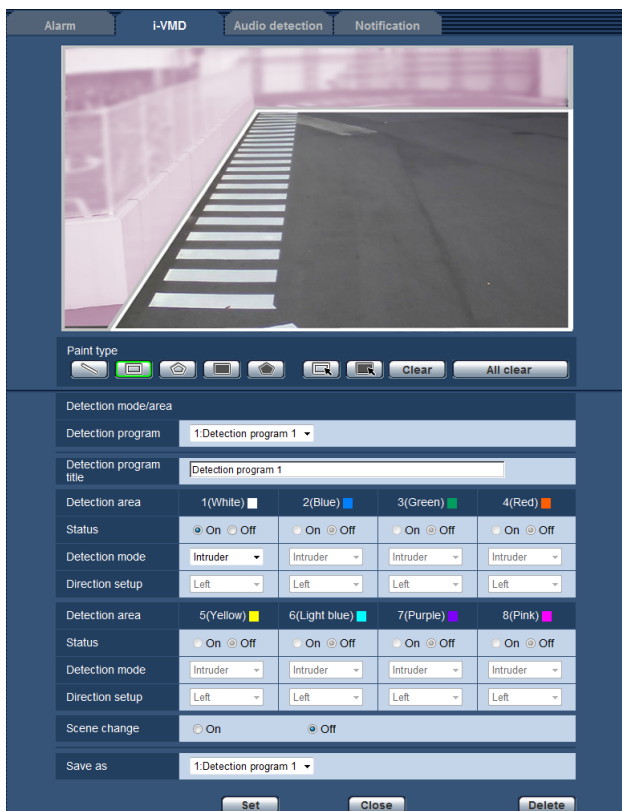 Alarm i-VMD Audio detection Notification
Paint type
Clear All clear
Detection mode/area
Detection program 1:Detection program 1
Detection program title Detection program 1
Detection area 1(White) 2(Blue) 3(Green) 4(Red)
Status On Off On Off On Off On Off
Detection mode Intruder Intruder Intruder Intruder
Direction setup Left Left Left Left
Detection area 5(Yellow) 6(Light blue) 7(Purple) 8(Pink)
Status On Off On Off On Off On Off
Detection mode Intruder Intruder Intruder Intruder
Direction setup Left Left Left Left
Scene change On Off
Save as 1:Detection program 1
Set Close Delete